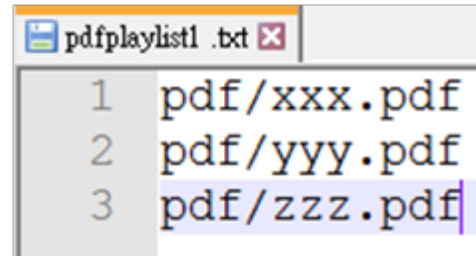 pdfplaylist1 .txt
1 pdf/xxx.pdf
2 pdf/yyy.pdf
3 pdf/zzz.pdf